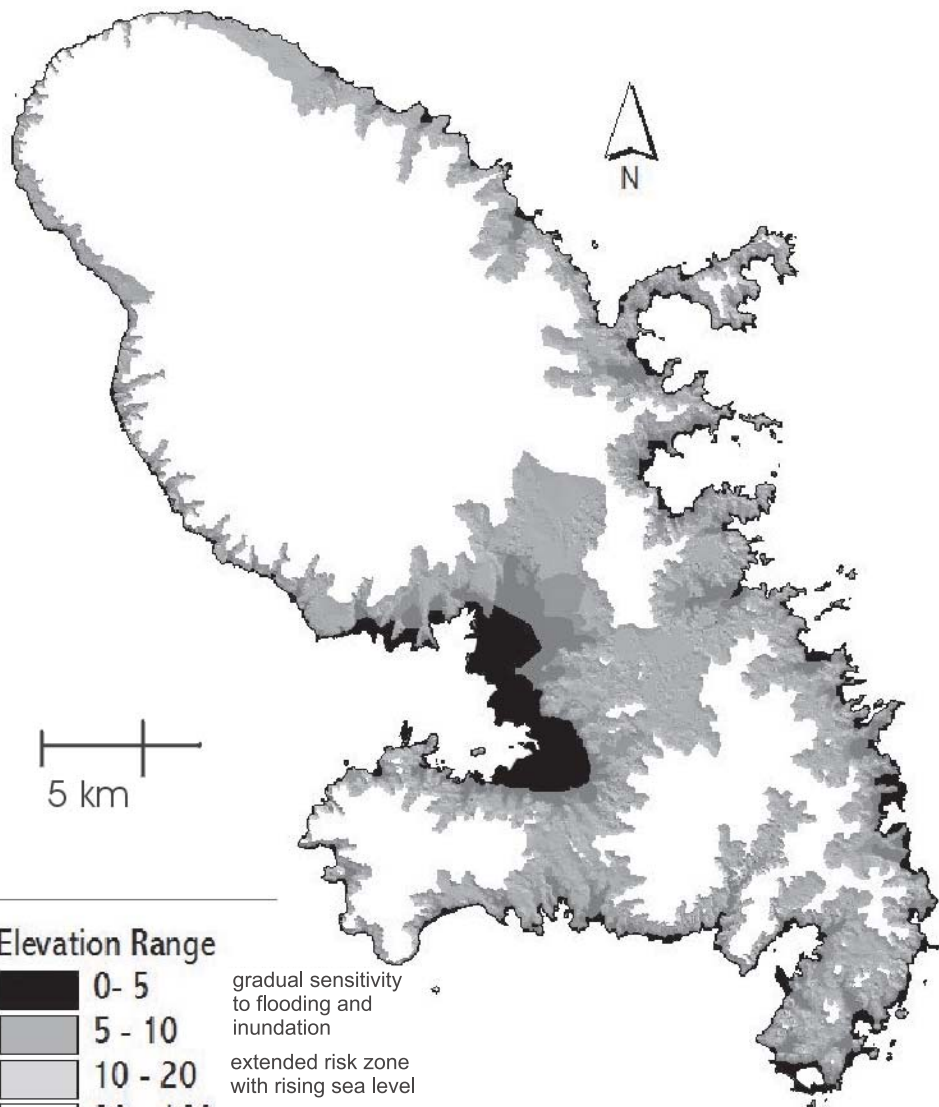 N
5 km
Elevation Range
0- 5
gradual sensitivity
to flooding and
inundation
5 - 10
extended risk zone
10 - 20
with rising sea level